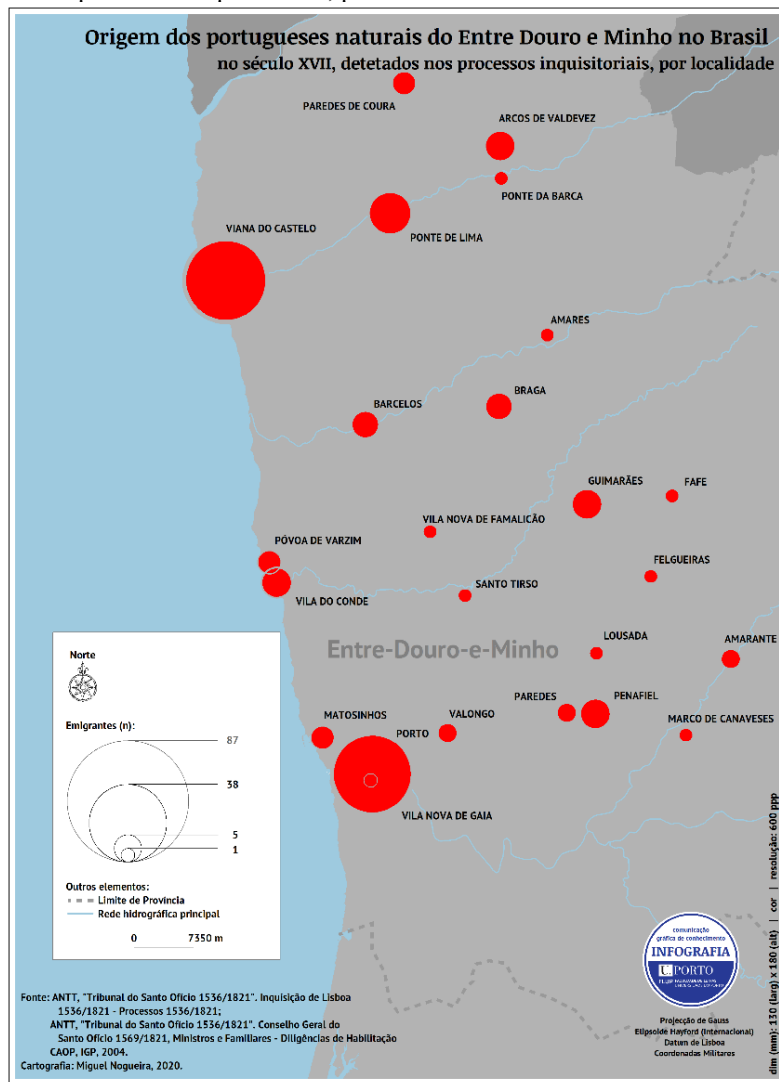 Origem dos portugueses naturais do Entre Douro e Minho no Brasil
no século XVII, detetados nos processos inquisitoriais, por localidade
PAREDES DE COURA
ARCOS DE VALDEVEZ
PONTE DA BARCA
VIANA DO CASTELO
PONTE DE LIMA
AMARES
BRAGA
BARCELOS
GUIMARÃES
FAFE
VILA NOVA DE FAMALICÃO
PÓVOA DE VARZIM
FELGUEIRAS
SANTO TIRSO
VILA DO CONDE
LOUSADA
AMARANTE
Entre-Douro-e-Minho
PAREDES
PENAFIEL
MATOSINHOS
PORTO
VALONGO
MARCO DE CANAVESES
VILA NOVA DE GAIA
Norte
Emigrantes (n):
87
38
5
1
Outros elementos:
Limite de Província
Rede hidrográfica principal
0 7350 m
comunicação
gráfica de conhecimento
INFOGRAFIA
U.PORTO
Projecção de Gauss
Elipsoide Hayford (Internacional)
Datum de Lisboa
Coordenadas Militares
dim (mm): 130 (larg) x 180 (alt) | cor | resolução: 600 ppp
Fonte: ANTT, "Tribunal do Santo Ofício 1536/1821". Inquisição de Lisboa
1536/1821 - Processos 1536/1821;
ANTT, "Tribunal do Santo Ofício 1536/1821". Conselho Geral do
Santo Ofício 1569/1821, Ministros e Familiares - Diligências de Habilitação
CAOP, IGP, 2004.
Cartografia: Miguel Nogueira, 2020.